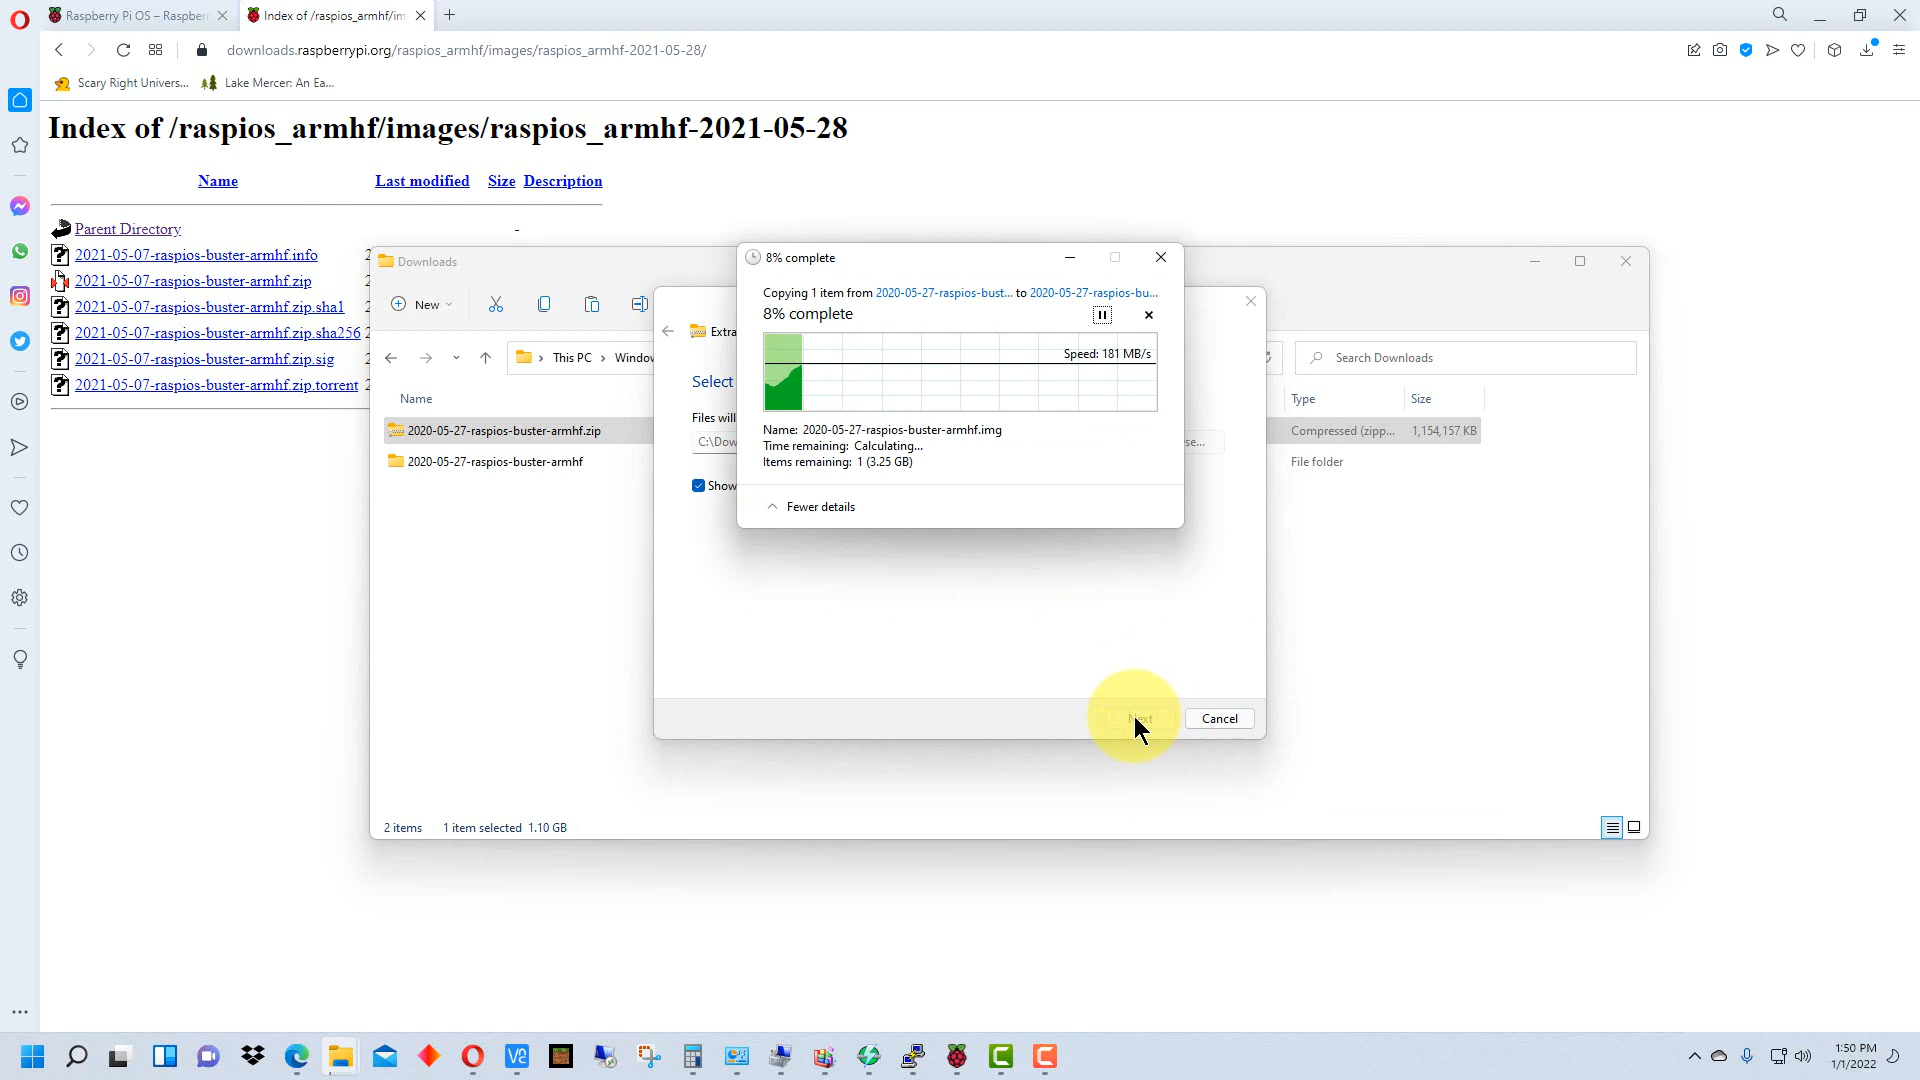 Raspberry Pi OS – Raspber
Index of /raspios_armhf/im
downloads.raspberrypi.org/raspios_armhf/images/raspios_armhf-2021-05-28/
Scary Right Univers...
Lake Mercer: An Ea...
Index of /raspios_armhf/images/raspios_armhf-2021-05-28
Name Last modified Size Description
Parent Directory -
2021-05-07-raspios-buster-armhf.info 2
2021-05-07-raspios-buster-armhf.zip
2021-05-07-raspios-buster-armhf.zip.sha1 2
2021-05-07-raspios-buster-armhf.zip.sha256 2
2021-05-07-raspios-buster-armhf.zip.sig 2
2021-05-07-raspios-buster-armhf.zip.torrent 2
Downloads
New
This PC › Window
Search Downloads
Name
Type
Size
2020-05-27-raspios-buster-armhf.zip
Compressed (zipp...
1,154,157 KB
2020-05-27-raspios-buster-armhf
File folder
2 items
1 item selected 1.10 GB
Extra
Select
Files will
C:\Dow
se...
Show
Next
Cancel
8% complete
Copying 1 item from 2020-05-27-raspios-bust... to 2020-05-27-raspios-bu...
8% complete
Speed: 181 MB/s
Name: 2020-05-27-raspios-buster-armhf.img
Time remaining: Calculating...
Items remaining: 1 (3.25 GB)
Fewer details
1:50 PM
1/1/2022